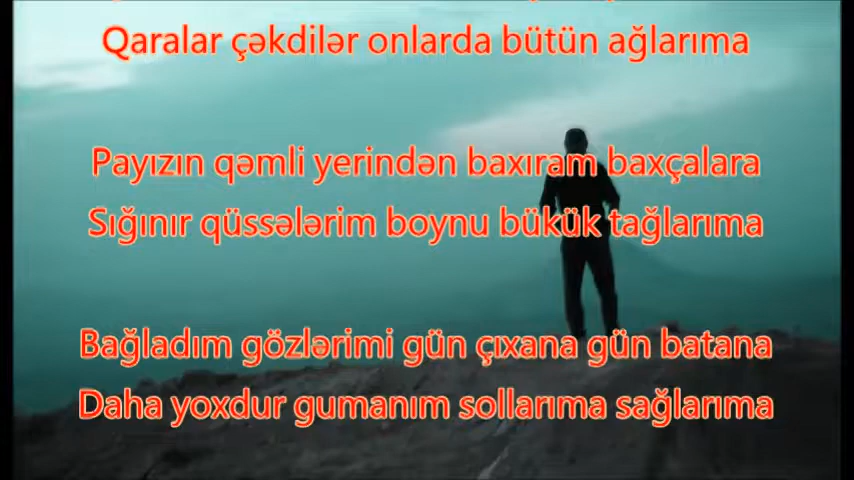 Qaralar çəkdilər onlarda bütün ağlarıma
Payızın qəmli yerindən baxıram baxçalara
Sığınır qüssələrim boynu bükük tağlarıma
Bağladım gözlərimi gün çıxana gün batana
Daha yoxdur gumanım sollarıma sağlarıma